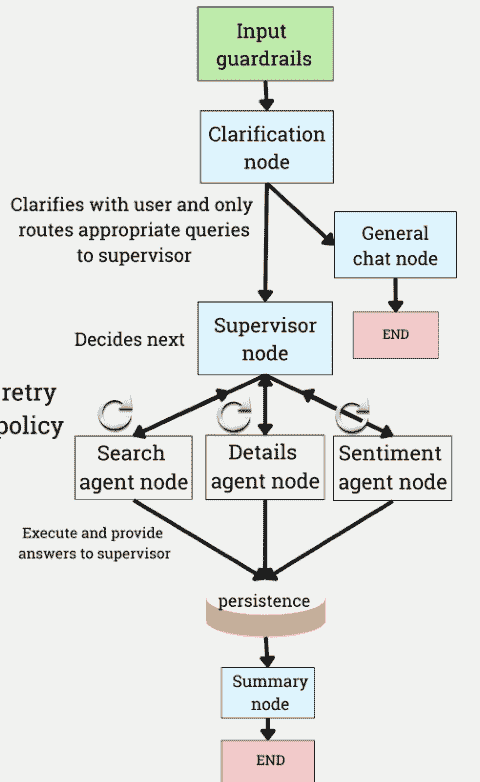 Input
guardrails
Clarification
node
Clarifies with user and only
routes appropriate queries
to supervisor
General
chat node
END
Decides next
Supervisor
node
retry
policy
Search
agent node
Details
agent node
Sentiment
agent node
Execute and provide
answers to supervisor
persistence
Summary
node
END